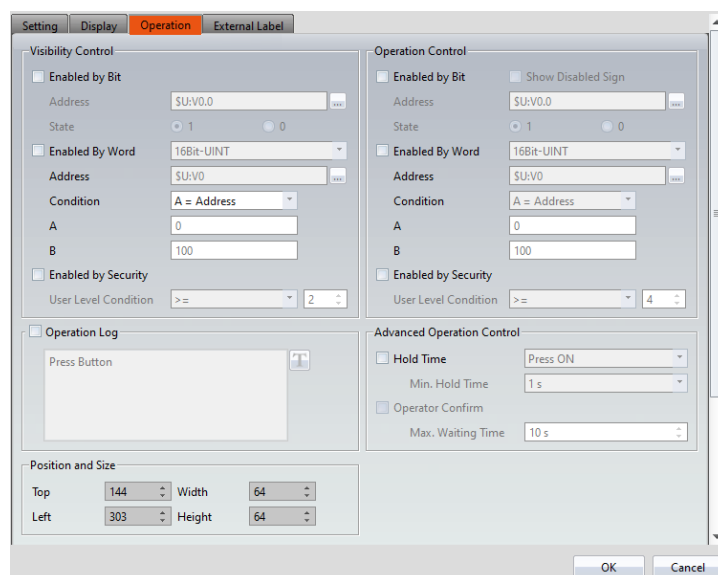 Setting Display Operation External Label
Visibility Control
Enabled by Bit
Address $U:V0.0 ...
State 1 0
Enabled By Word 16Bit-UINT
Address $U:V0 ...
Condition A = Address
A 0
B 100
Enabled by Security
User Level Condition >= 2
Operation Control
Enabled by Bit Show Disabled Sign
Address $U:V0.0 ...
State 1 0
Enabled By Word 16Bit-UINT
Address $U:V0 ...
Condition A = Address
A 0
B 100
Enabled by Security
User Level Condition >= 4
Operation Log
Press Button T
Advanced Operation Control
Hold Time Press ON
Min. Hold Time 1 s
Operator Confirm
Max. Waiting Time 10 s
Position and Size
Top 144 Width 64
Left 303 Height 64
OK Cancel